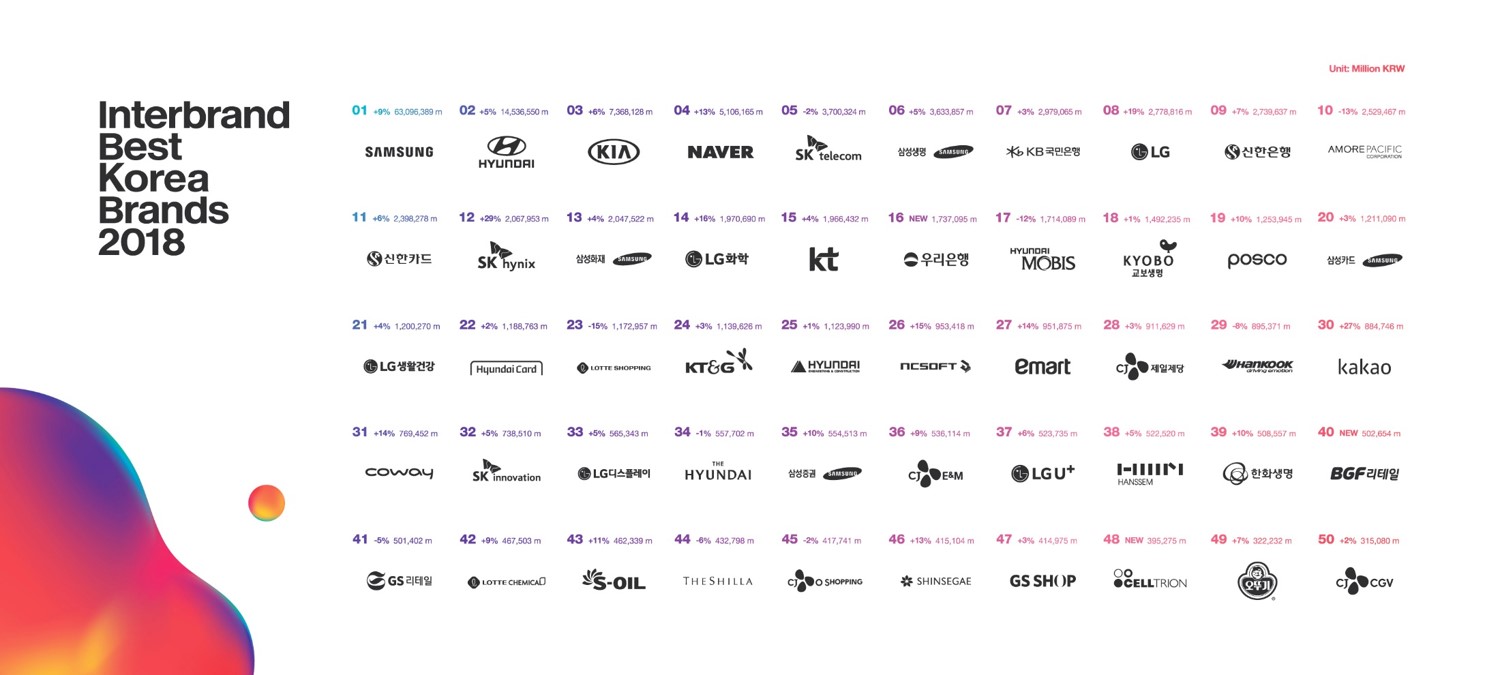 Unit: Million KRW
Interbrand
Best
Korea
Brands
2018
01 +9% 63,096,389 m
SAMSUNG
02 +5% 14,536,550 m
HYUNDAI
03 +6% 7,368,128 m
KIA
04 +13% 5,106,165 m
NAVER
05 -2% 3,700,324 m
SK telecom
06 +5% 3,633,857 m
삼성생명 SAMSUNG
07 +3% 2,979,065 m
KB국민은행
08 +19% 2,778,816 m
LG
09 +7% 2,739,637 m
신한은행
10 -13% 2,529,467 m
AMOREPACIFIC
CORPORATION
11 +6% 2,398,278 m
신한카드
12 +29% 2,067,953 m
SK hynix
13 +4% 2,047,522 m
삼성화재 SAMSUNG
14 +16% 1,970,690 m
LG화학
15 +4% 1,966,432 m
kt
16 NEW 1,737,095 m
우리은행
17 -12% 1,714,089 m
HYUNDAI
MOBIS
18 +1% 1,492,235 m
KYOBO
교보생명
19 +10% 1,253,945 m
posco
20 +3% 1,211,090 m
삼성카드 SAMSUNG
21 +4% 1,200,270 m
LG생활건강
22 +2% 1,188,763 m
Hyundai Card
23 -15% 1,172,957 m
LOTTE SHOPPING
24 +3% 1,139,626 m
KT&G
25 +1% 1,123,990 m
HYUNDAI
ENGINEERING & CONSTRUCTION
26 +15% 953,418 m
NCSOFT
27 +14% 951,875 m
emart
28 +3% 911,629 m
CJ 제일제당
29 -8% 895,371 m
HANKOOK
driving emotion
30 +27% 884,746 m
kakao
31 +14% 769,452 m
coway
32 +5% 738,510 m
SK innovation
33 +5% 565,343 m
LG디스플레이
34 -1% 557,702 m
THE
HYUNDAI
35 +10% 554,513 m
삼성증권 SAMSUNG
36 +9% 536,114 m
CJ E&M
37 +6% 523,735 m
LG U+
38 +5% 522,520 m
HANSSEM
39 +10% 508,557 m
한화생명
40 NEW 502,654 m
BGF리테일
41 -5% 501,402 m
GS리테일
42 +9% 467,503 m
LOTTE CHEMICAL
43 +11% 462,339 m
S-OIL
44 -6% 432,798 m
THE SHILLA
45 -2% 417,741 m
CJ O SHOPPING
46 +13% 415,104 m
SHINSEGAE
47 +3% 414,975 m
GS SHOP
48 NEW 395,275 m
CELLTRION
49 +7% 322,232 m
오뚜기
50 +2% 315,080 m
CJ CGV